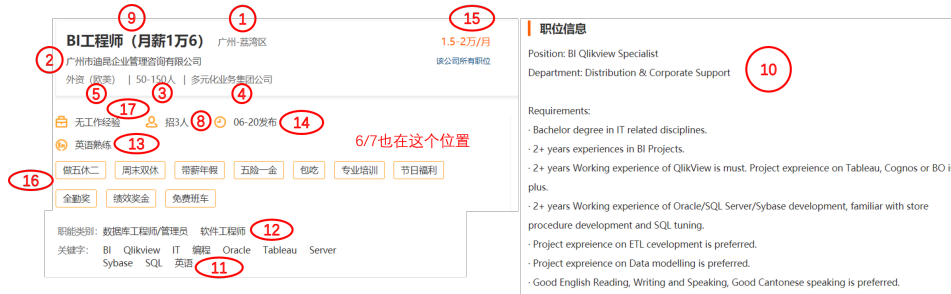 9
1
15
BI工程师（月薪1万6） 广州-荔湾区
1.5-2万/月
2 广州市迪昆企业管理咨询有限公司
该公司所有职位
外资（欧美） | 50-150人 | 多元化业务集团公司
5
3
4
17
无工作经验
招3人 8 06-20发布 14
英语熟练 13
6/7也在这个位置
16
做五休二 周末双休 带薪年假 五险一金 包吃 专业培训 节日福利
全勤奖 绩效奖金 免费班车
职能类别：数据库工程师/管理员 软件工程师 12
关键字： BI Qlikview IT 编程 Oracle Tableau Server
Sybase SQL 英语 11
职位信息
Position: BI Qlikview Specialist
Department: Distribution & Corporate Support
10
Requirements:
· Bachelor degree in IT related disciplines.
· 2+ years experiences in BI Projects.
· 2+ years Working experience of QlikView is must. Project expreience on Tableau, Cognos or BO i
plus.
· 2+ years Working experience of Oracle/SQL Server/Sybase development, familiar with store
procedure development and SQL tuning.
· Project expreience on ETL cevelopment is preferred.
· Project expreience on Data modelling is preferred.
· Good English Reading, Writing and Speaking, Good Cantonese speaking is preferred.